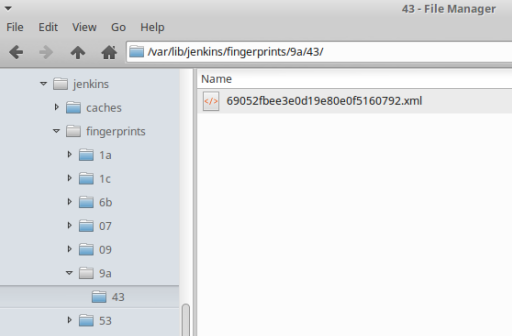 43 - File Manager
File Edit View Go Help
/var/lib/jenkins/fingerprints/9a/43/
jenkins
caches
fingerprints
1a
1c
6b
07
09
9a
43
53
Name
69052fbee3e0d19e80e0f5160792.xml